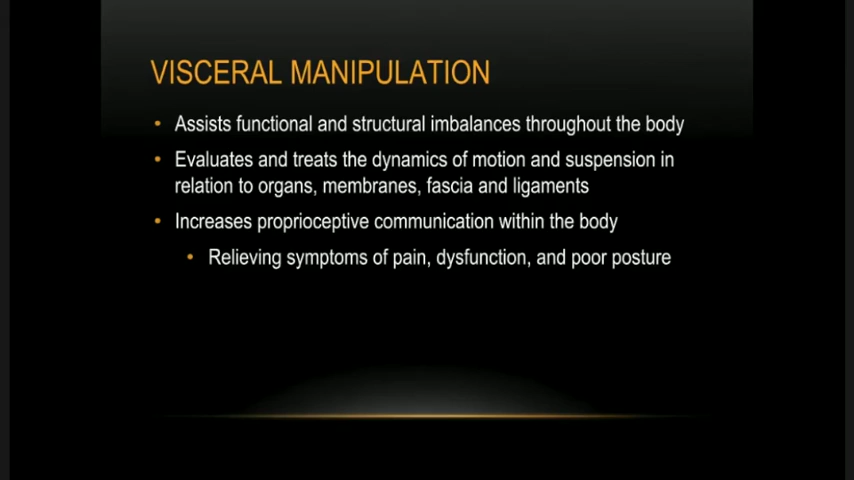 VISCERAL MANIPULATION
• Assists functional and structural imbalances throughout the body
• Evaluates and treats the dynamics of motion and suspension in
relation to organs, membranes, fascia and ligaments
• Increases proprioceptive communication within the body
• Relieving symptoms of pain, dysfunction, and poor posture